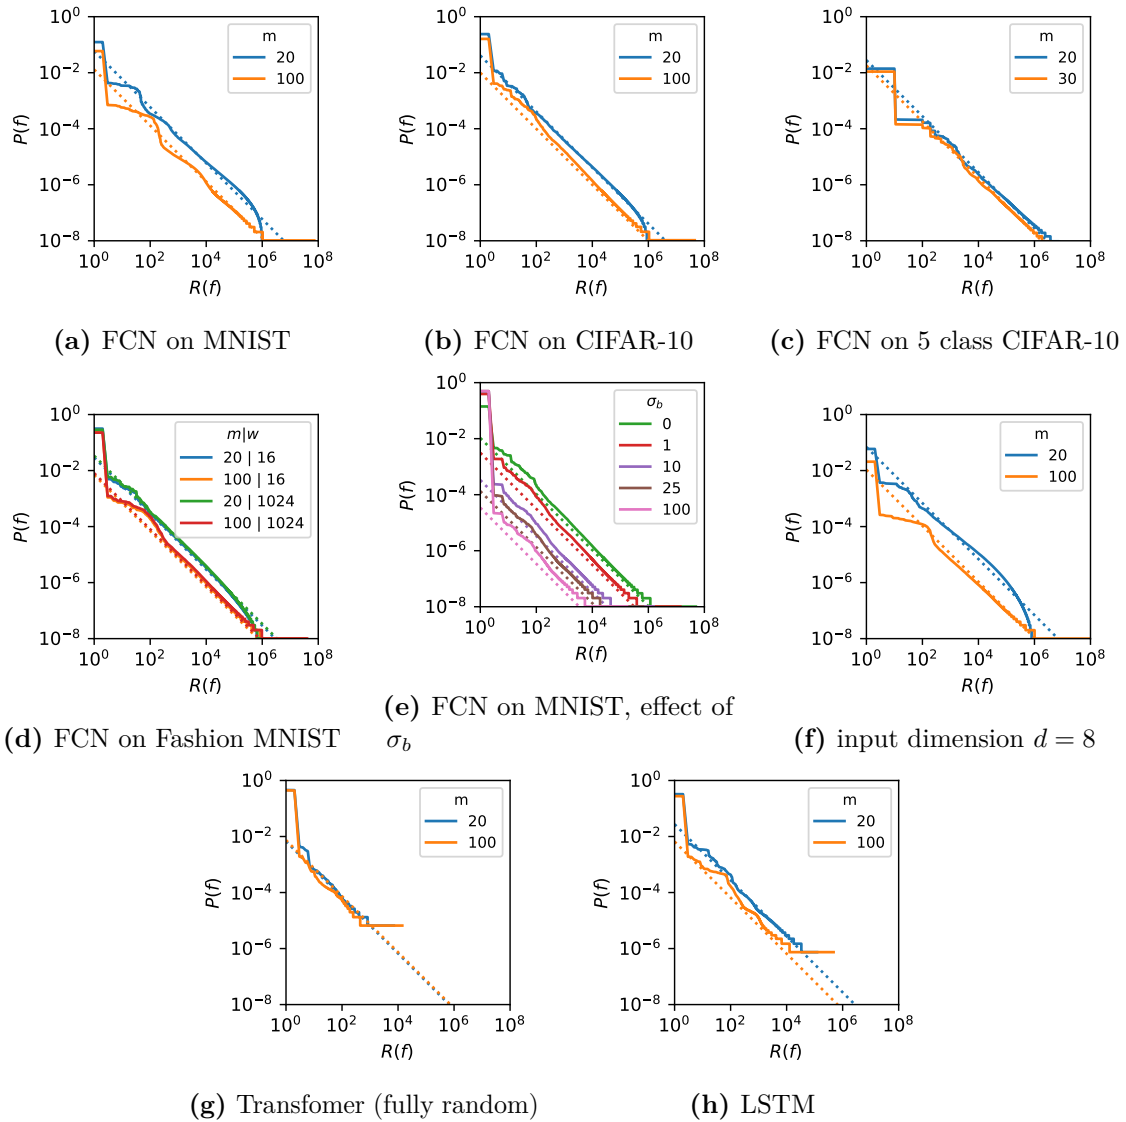 10^0
10^-2
10^-4
10^-6
10^-8
P(f)
10^0 10^2 10^4 10^6 10^8
R(f)
m
20
100
(a) FCN on MNIST
10^0
10^-2
10^-4
10^-6
10^-8
P(f)
10^0 10^2 10^4 10^6 10^8
R(f)
m
20
100
(b) FCN on CIFAR-10
10^0
10^-2
10^-4
10^-6
10^-8
P(f)
10^0 10^2 10^4 10^6 10^8
R(f)
m
20
30
(c) FCN on 5 class CIFAR-10
10^0
10^-2
10^-4
10^-6
10^-8
P(f)
10^0 10^2 10^4 10^6 10^8
R(f)
m|w
20 | 16
100 | 16
20 | 1024
100 | 1024
(d) FCN on Fashion MNIST
10^0
10^-2
10^-4
10^-6
10^-8
P(f)
10^0 10^2 10^4 10^6 10^8
R(f)
σ_b
0
1
10
25
100
(e) FCN on MNIST, effect of
σ_b
10^0
10^-2
10^-4
10^-6
10^-8
P(f)
10^0 10^2 10^4 10^6 10^8
R(f)
m
20
100
(f) input dimension d = 8
10^0
10^-2
10^-4
10^-6
10^-8
P(f)
10^0 10^2 10^4 10^6 10^8
R(f)
m
20
100
(g) Transfomer (fully random)
10^0
10^-2
10^-4
10^-6
10^-8
P(f)
10^0 10^2 10^4 10^6 10^8
R(f)
m
20
100
(h) LSTM